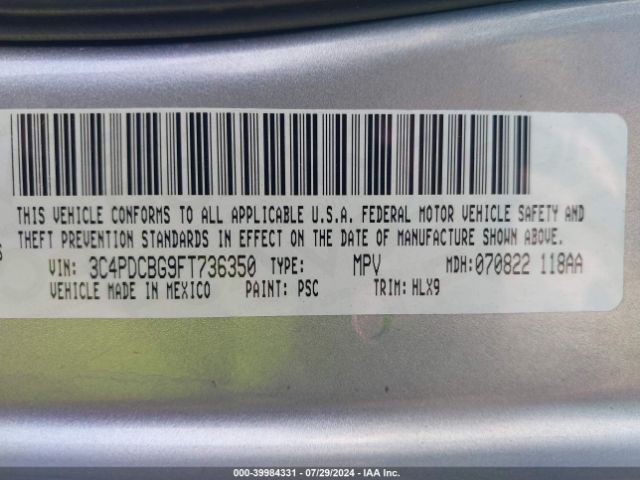 THIS VEHICLE CONFORMS TO ALL APPLICABLE U.S.A. FEDERAL MOTOR VEHICLE SAFETY AND
THEFT PREVENTION STANDARDS IN EFFECT ON THE DATE OF MANUFACTURE SHOWN ABOVE.
VIN: 3C4PDCBG9FT736350 TYPE: MPV MDH: 070822 118AA
VEHICLE MADE IN MEXICO PAINT: PSC TRIM: HLX9
000-39984331 - 07/29/2024 - IAA Inc.